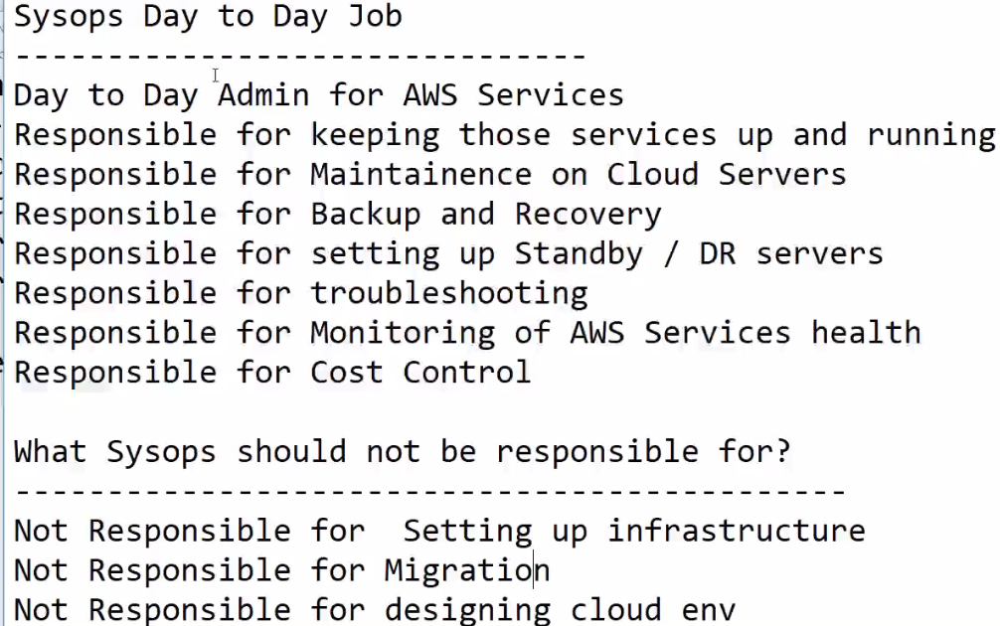 Sysops Day to Day Job
-------------------------------
Day to Day Admin for AWS Services
Responsible for keeping those services up and running
Responsible for Maintainence on Cloud Servers
Responsible for Backup and Recovery
Responsible for setting up Standby / DR servers
Responsible for troubleshooting
Responsible for Monitoring of AWS Services health
Responsible for Cost Control
What Sysops should not be responsible for?
---------------------------------------------
Not Responsible for  Setting up infrastructure
Not Responsible for Migration
Not Responsible for designing cloud env